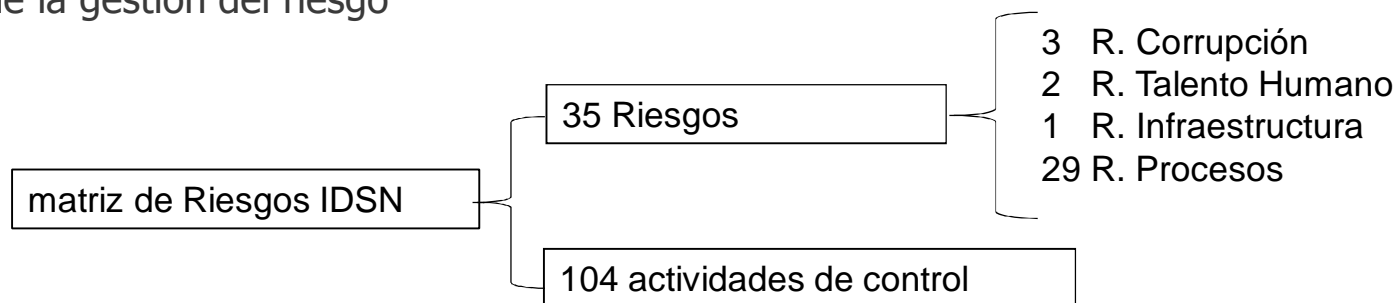 de la gestión del riesgo
3 R. Corrupción
2 R. Talento Humano
1 R. Infraestructura
29 R. Procesos
35 Riesgos
matriz de Riesgos IDSN
104 actividades de control